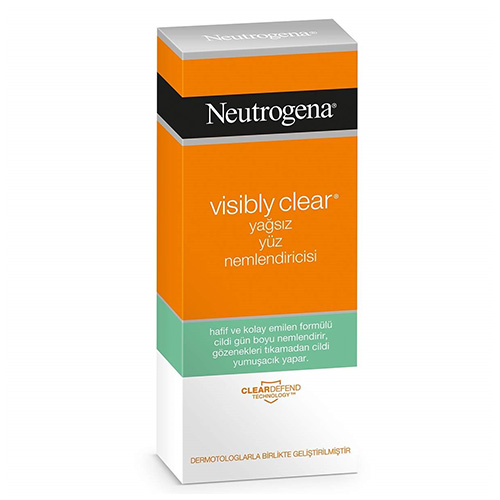 Neutrogena
Neutrogena®
visibly clear®
yağsız
yüz
nemlendiricisi
hafif ve kolay emilen formülü
cildi gün boyu nemlendirir,
gözenekleri tıkamadan cildi
yumuşacık yapar.
CLEARDEFEND
TECHNOLOGY™
DERMOTOLOGLARLA BİRLİKTE GELİŞTİRİLMİŞTİR